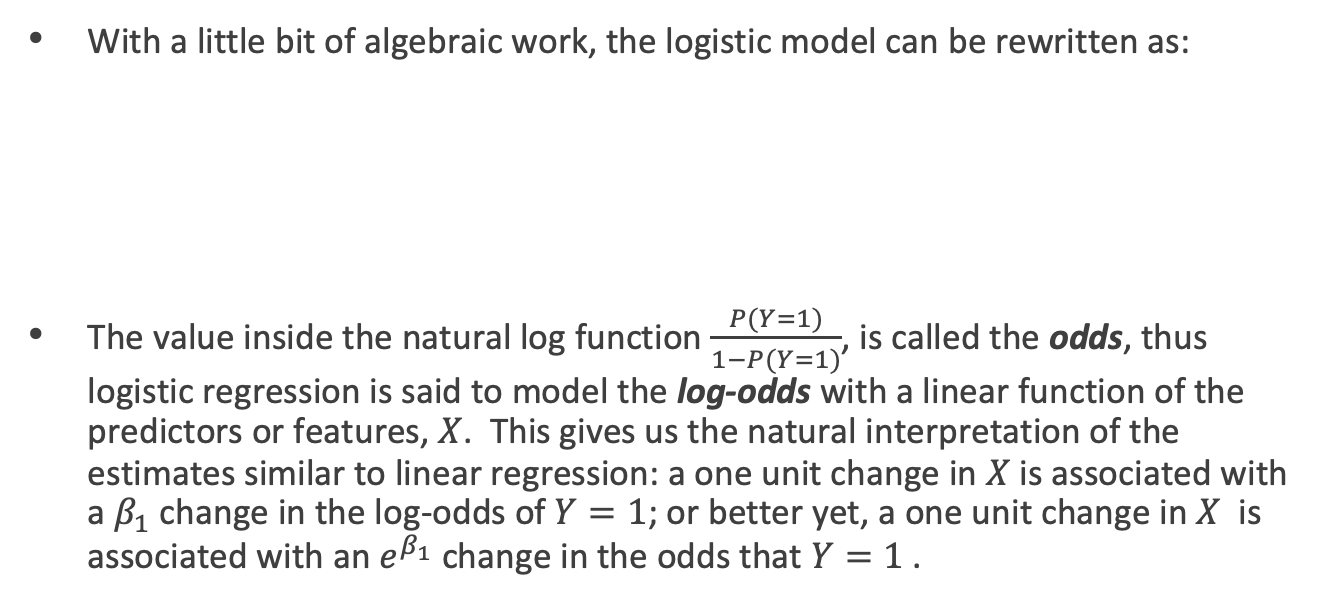 • With a little bit of algebraic work, the logistic model can be rewritten as:
• The value inside the natural log function \frac{P(Y=1)}{1-P(Y=1)}, is called the odds, thus
logistic regression is said to model the log-odds with a linear function of the
predictors or features, X. This gives us the natural interpretation of the
estimates similar to linear regression: a one unit change in X is associated with
a β₁ change in the log-odds of Y = 1; or better yet, a one unit change in X is
associated with an e^{β₁} change in the odds that Y = 1 .